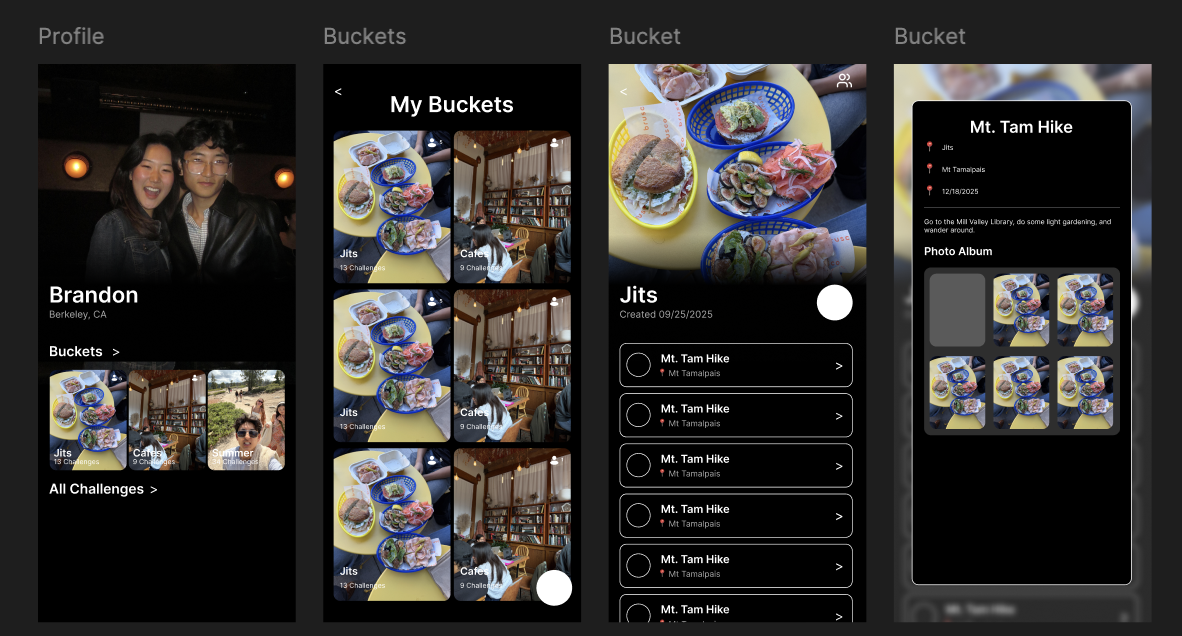 Profile
Brandon
Berkeley, CA
Buckets >
Jits
13 Challenges
Cafes
9 Challenges
Summer
Challenges
All Challenges >
Buckets
<
My Buckets
Jits
13 Challenges
Cafes
9 Challenges
Jits
13 Challenges
Cafes
9 Challenges
Jits
13 Challenges
Cafes
9 Challenges
Bucket
<
Jits
Created 09/25/2025
Mt. Tam Hike
Mt Tamalpais
>
Mt. Tam Hike
Mt Tamalpais
>
Mt. Tam Hike
Mt Tamalpais
>
Mt. Tam Hike
Mt Tamalpais
>
Mt. Tam Hike
Mt Tamalpais
>
Mt. Tam Hike
Mt Tamalpais
>
Bucket
Mt. Tam Hike
Jits
Mt Tamalpais
12/18/2025
Go to the Mill Valley Library, do some light gardening, and
wander around.
Photo Album
Mt. Tam Hike